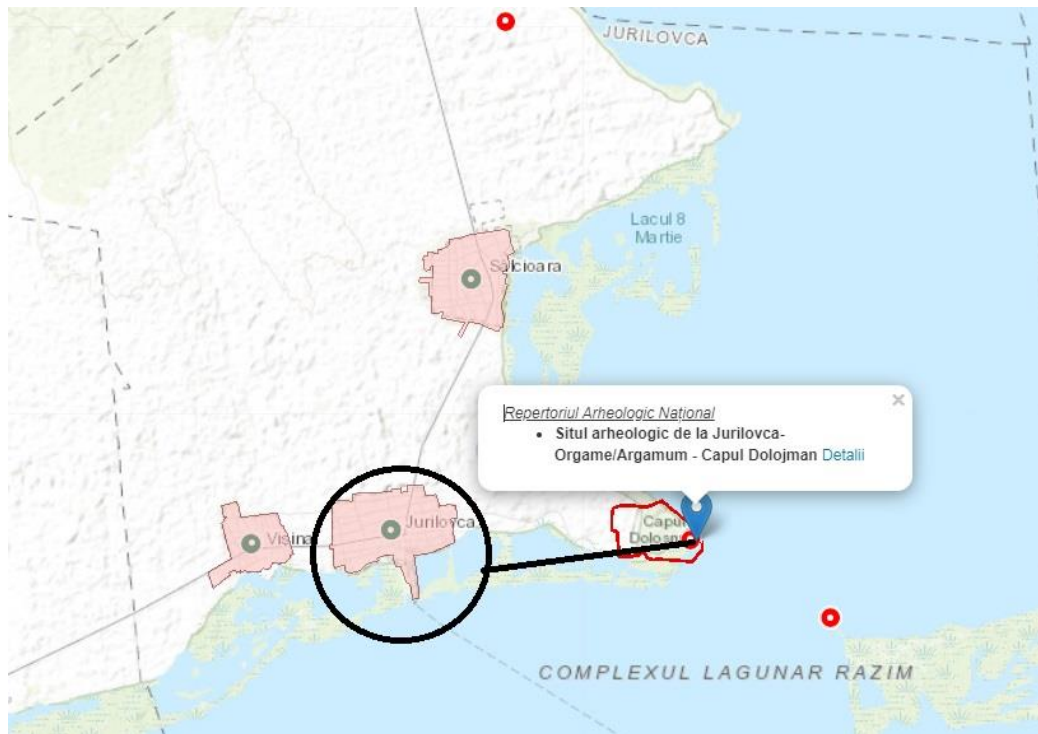 JURILOVCA
Lacul 8
Martie
Sălcioara
Repertoriul Arheologic Național
×
• Situl arheologic de la Jurilovca-
Orgame/Argamum - Capul Dolojman Detalii
Jurilovca
Vișina
Capul
COMPLEXUL LAGUNAR RAZIM